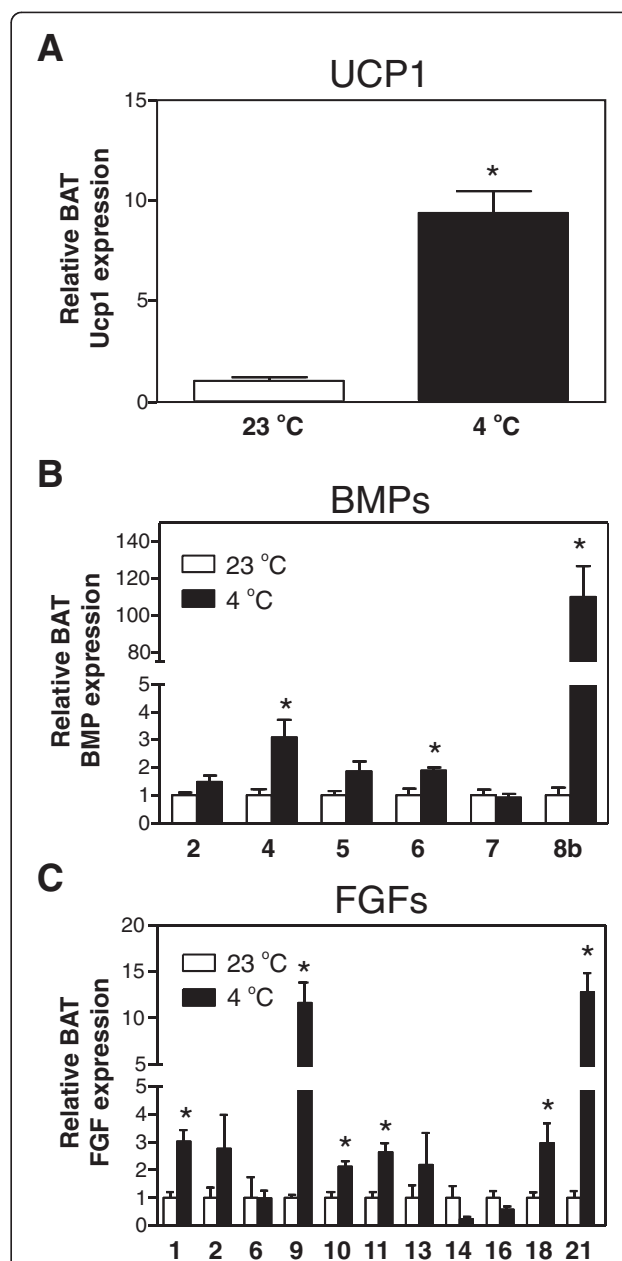 A
UCP1
Relative BAT
Ucp1 expression
15
10
5
0
*
23 °C
4 °C
B
BMPs
Relative BAT
BMP expression
140
120
100
80
5
4
3
2
1
0
23 °C
4 °C
*
*
*
2 4 5 6 7 8b
C
FGFs
Relative BAT
FGF expression
20
15
10
5
5
4
3
2
1
0
23 °C
4 °C
*
*
*
*
*
*
1 2 6 9 10 11 13 14 16 18 21